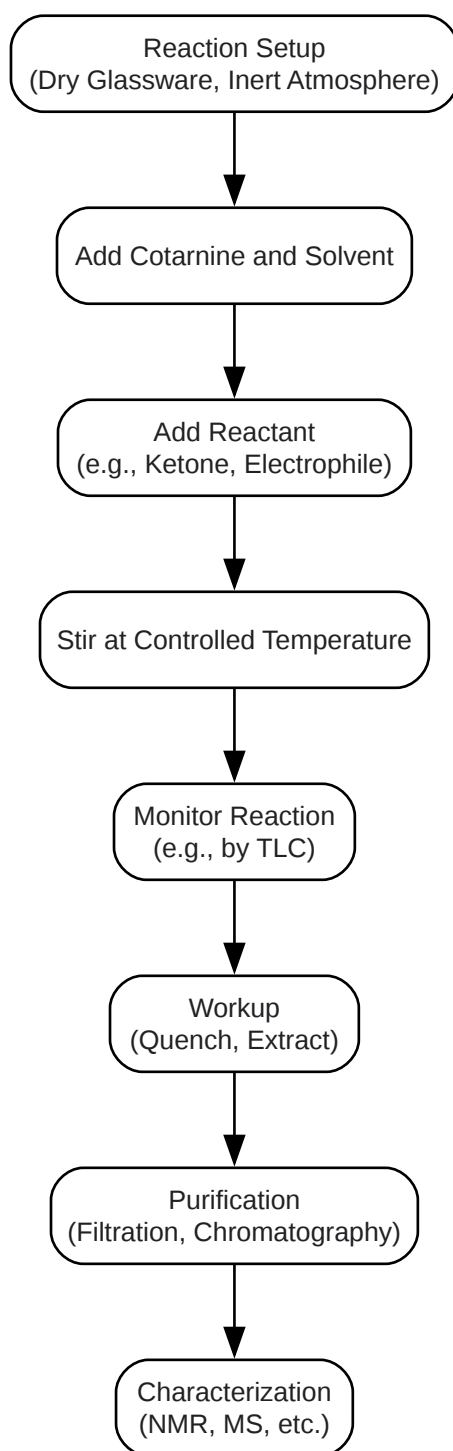 Reaction Setup
(Dry Glassware, Inert Atmosphere)
Add Cotarnine and Solvent
Add Reactant
(e.g., Ketone, Electrophile)
Stir at Controlled Temperature
Monitor Reaction
(e.g., by TLC)
Workup
(Quench, Extract)
Purification
(Filtration, Chromatography)
Characterization
(NMR, MS, etc.)